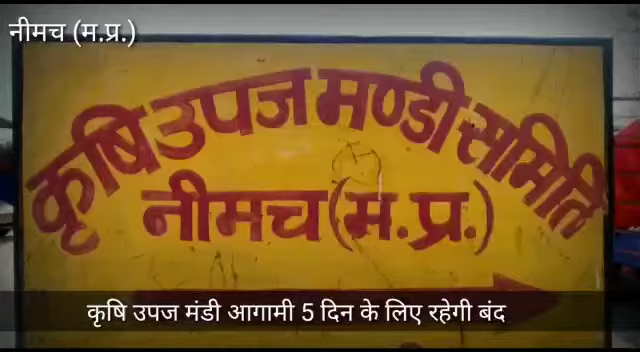 नीमच (म.प्र.)
कृषि उपज मण्डी समिति
नीमच (म.प्र.)
कृषि उपज मंडी आगामी 5 दिन के लिए रहेगी बंद